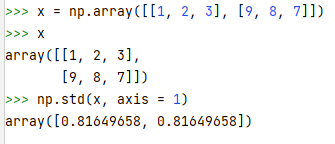 >>> x = np.array([[1, 2, 3], [9, 8, 7]])
>>> x
array([[1, 2, 3],
       [9, 8, 7]])
>>> np.std(x, axis = 1)
array([0.81649658, 0.81649658])